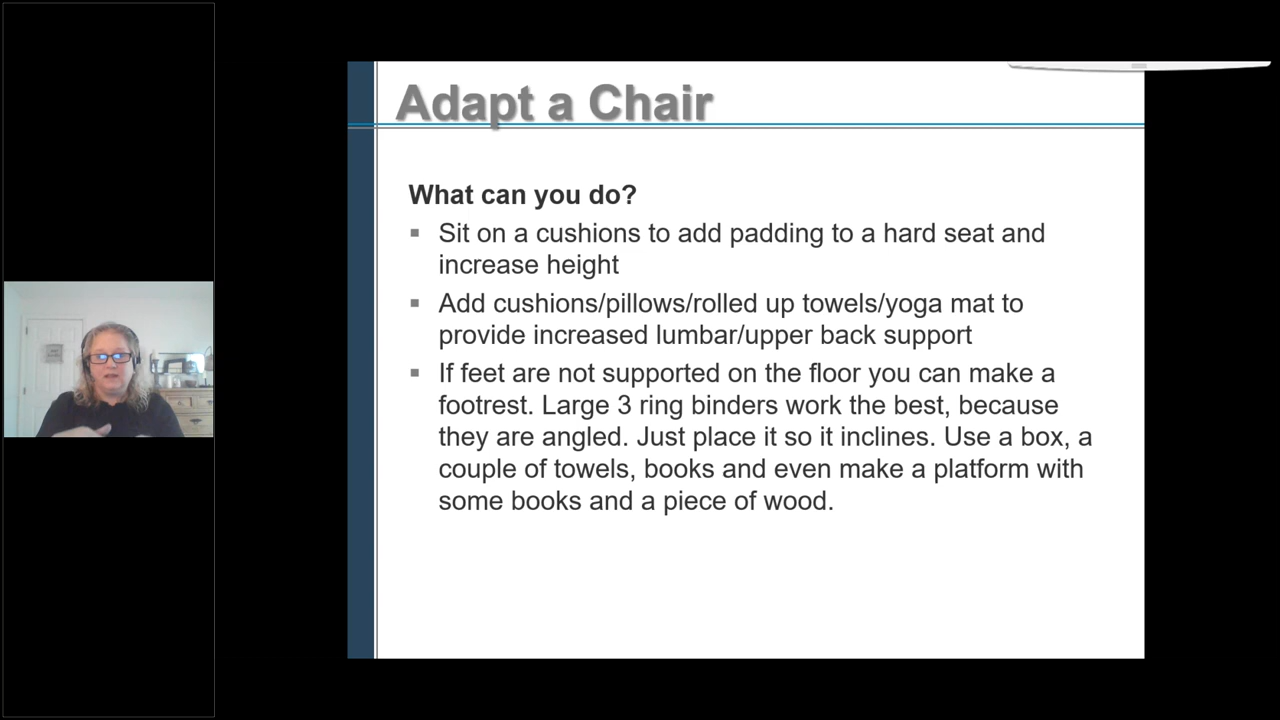 Adapt a Chair
What can you do?
▪ Sit on a cushions to add padding to a hard seat and
increase height
▪ Add cushions/pillows/rolled up towels/yoga mat to
provide increased lumbar/upper back support
▪ If feet are not supported on the floor you can make a
footrest. Large 3 ring binders work the best, because
they are angled. Just place it so it inclines. Use a box, a
couple of towels, books and even make a platform with
some books and a piece of wood.